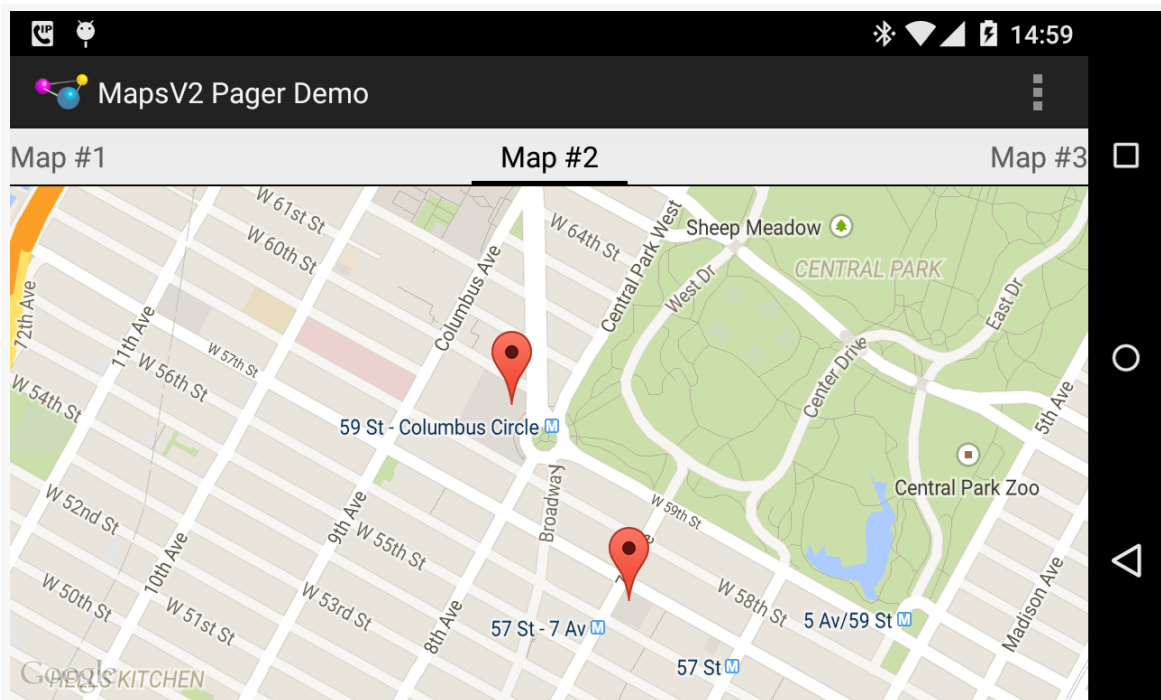 14:59
MapsV2 Pager Demo
Map #1
Map #2
Map #3
W 61st St
W 64th St
Central Park West
Sheep Meadow
W 60th St
Columbus Ave
West Dr
CENTRAL PARK
East Dr
12th Ave
11th Ave
W 57th St
W 56th St
Center Drive
W 54th St
59 St - Columbus Circle M
5th Ave
Central Park Zoo
W 52nd St
9th Ave
Broadway
W 59th St
W 55th St
10th Ave
W 50th St
W 51st St
W 53rd St
8th Ave
W 58th St
Madison Ave
5 Av/59 St M
57 St - 7 Av M
57 St M
Google
HELL'S KITCHEN